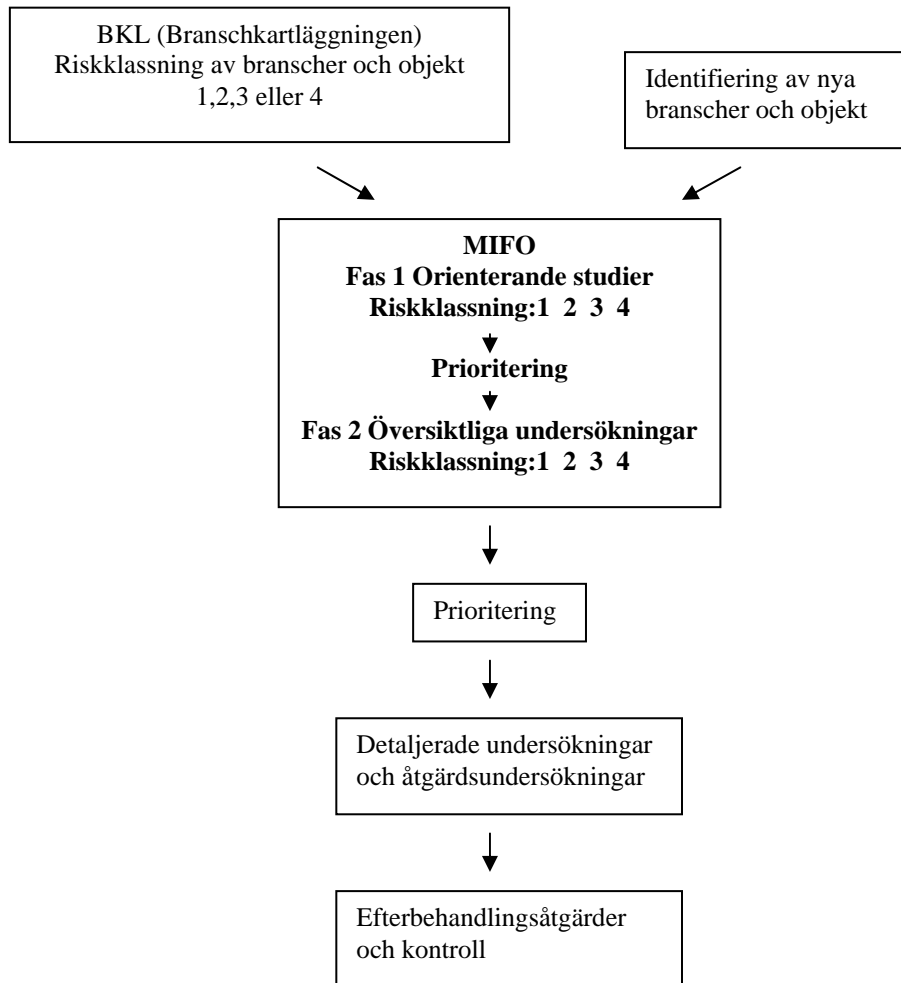 BKL (Branschkartläggningen)
Riskklassning av branscher och objekt
1,2,3 eller 4
Identifiering av nya
branscher och objekt
MIFO
Fas 1 Orienterande studier
Riskklassning:1 2 3 4
Prioritering
Fas 2 Översiktliga undersökningar
Riskklassning:1 2 3 4
Prioritering
Detaljerade undersökningar
och åtgärdsundersökningar
Efterbehandlingsåtgärder
och kontroll